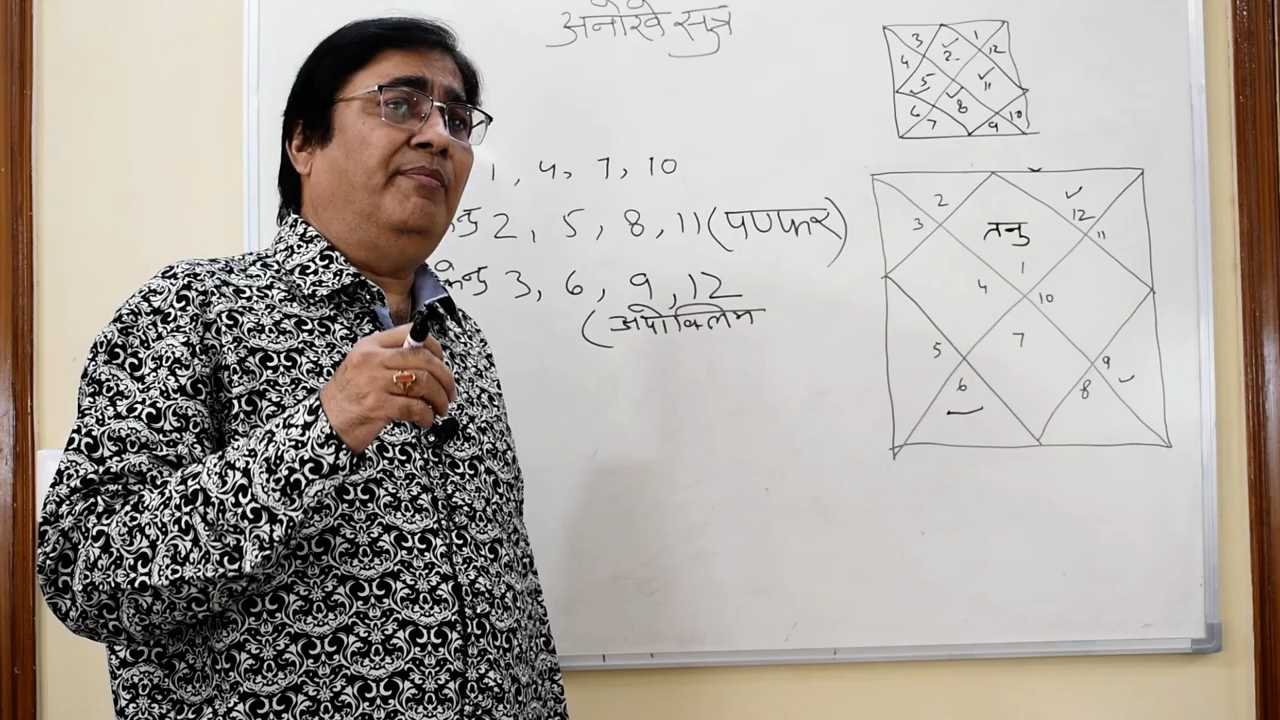 अनोखे सूत्र
1, 4, 7, 10
2, 5, 8, 11 (पणफर)
3, 6, 9, 12
(अपोक्लिम
3 2 1 12
4 5 11
6 7 8 9 10
2 12
3 तनु 11
1
4 10
7
5 9
6 8